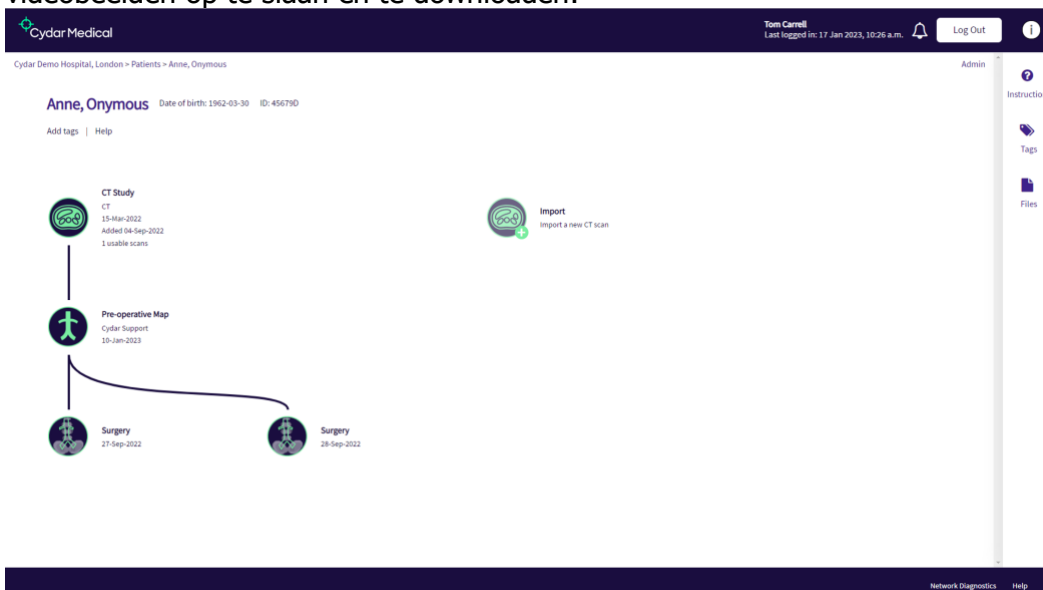 videobeelden op te slaan en te downloaden.
Cydar Medical
Tom Carrell
Last logged in: 17 Jan 2023, 10:26 a.m.
Log Out
i
Cydar Demo Hospital, London > Patients > Anne, Onymous
Admin
Anne, Onymous Date of birth: 1962-03-30 ID: 45679D
Add tags | Help
?
Instructio
Tags
Files
CT Study
CT
15-Mar-2022
Added 04-Sep-2022
1 usable scans
Import
Import a new CT scan
Pre-operative Map
Cydar Support
10-Jan-2023
Surgery
27-Sep-2022
Surgery
28-Sep-2022
Network Diagnostics
Help